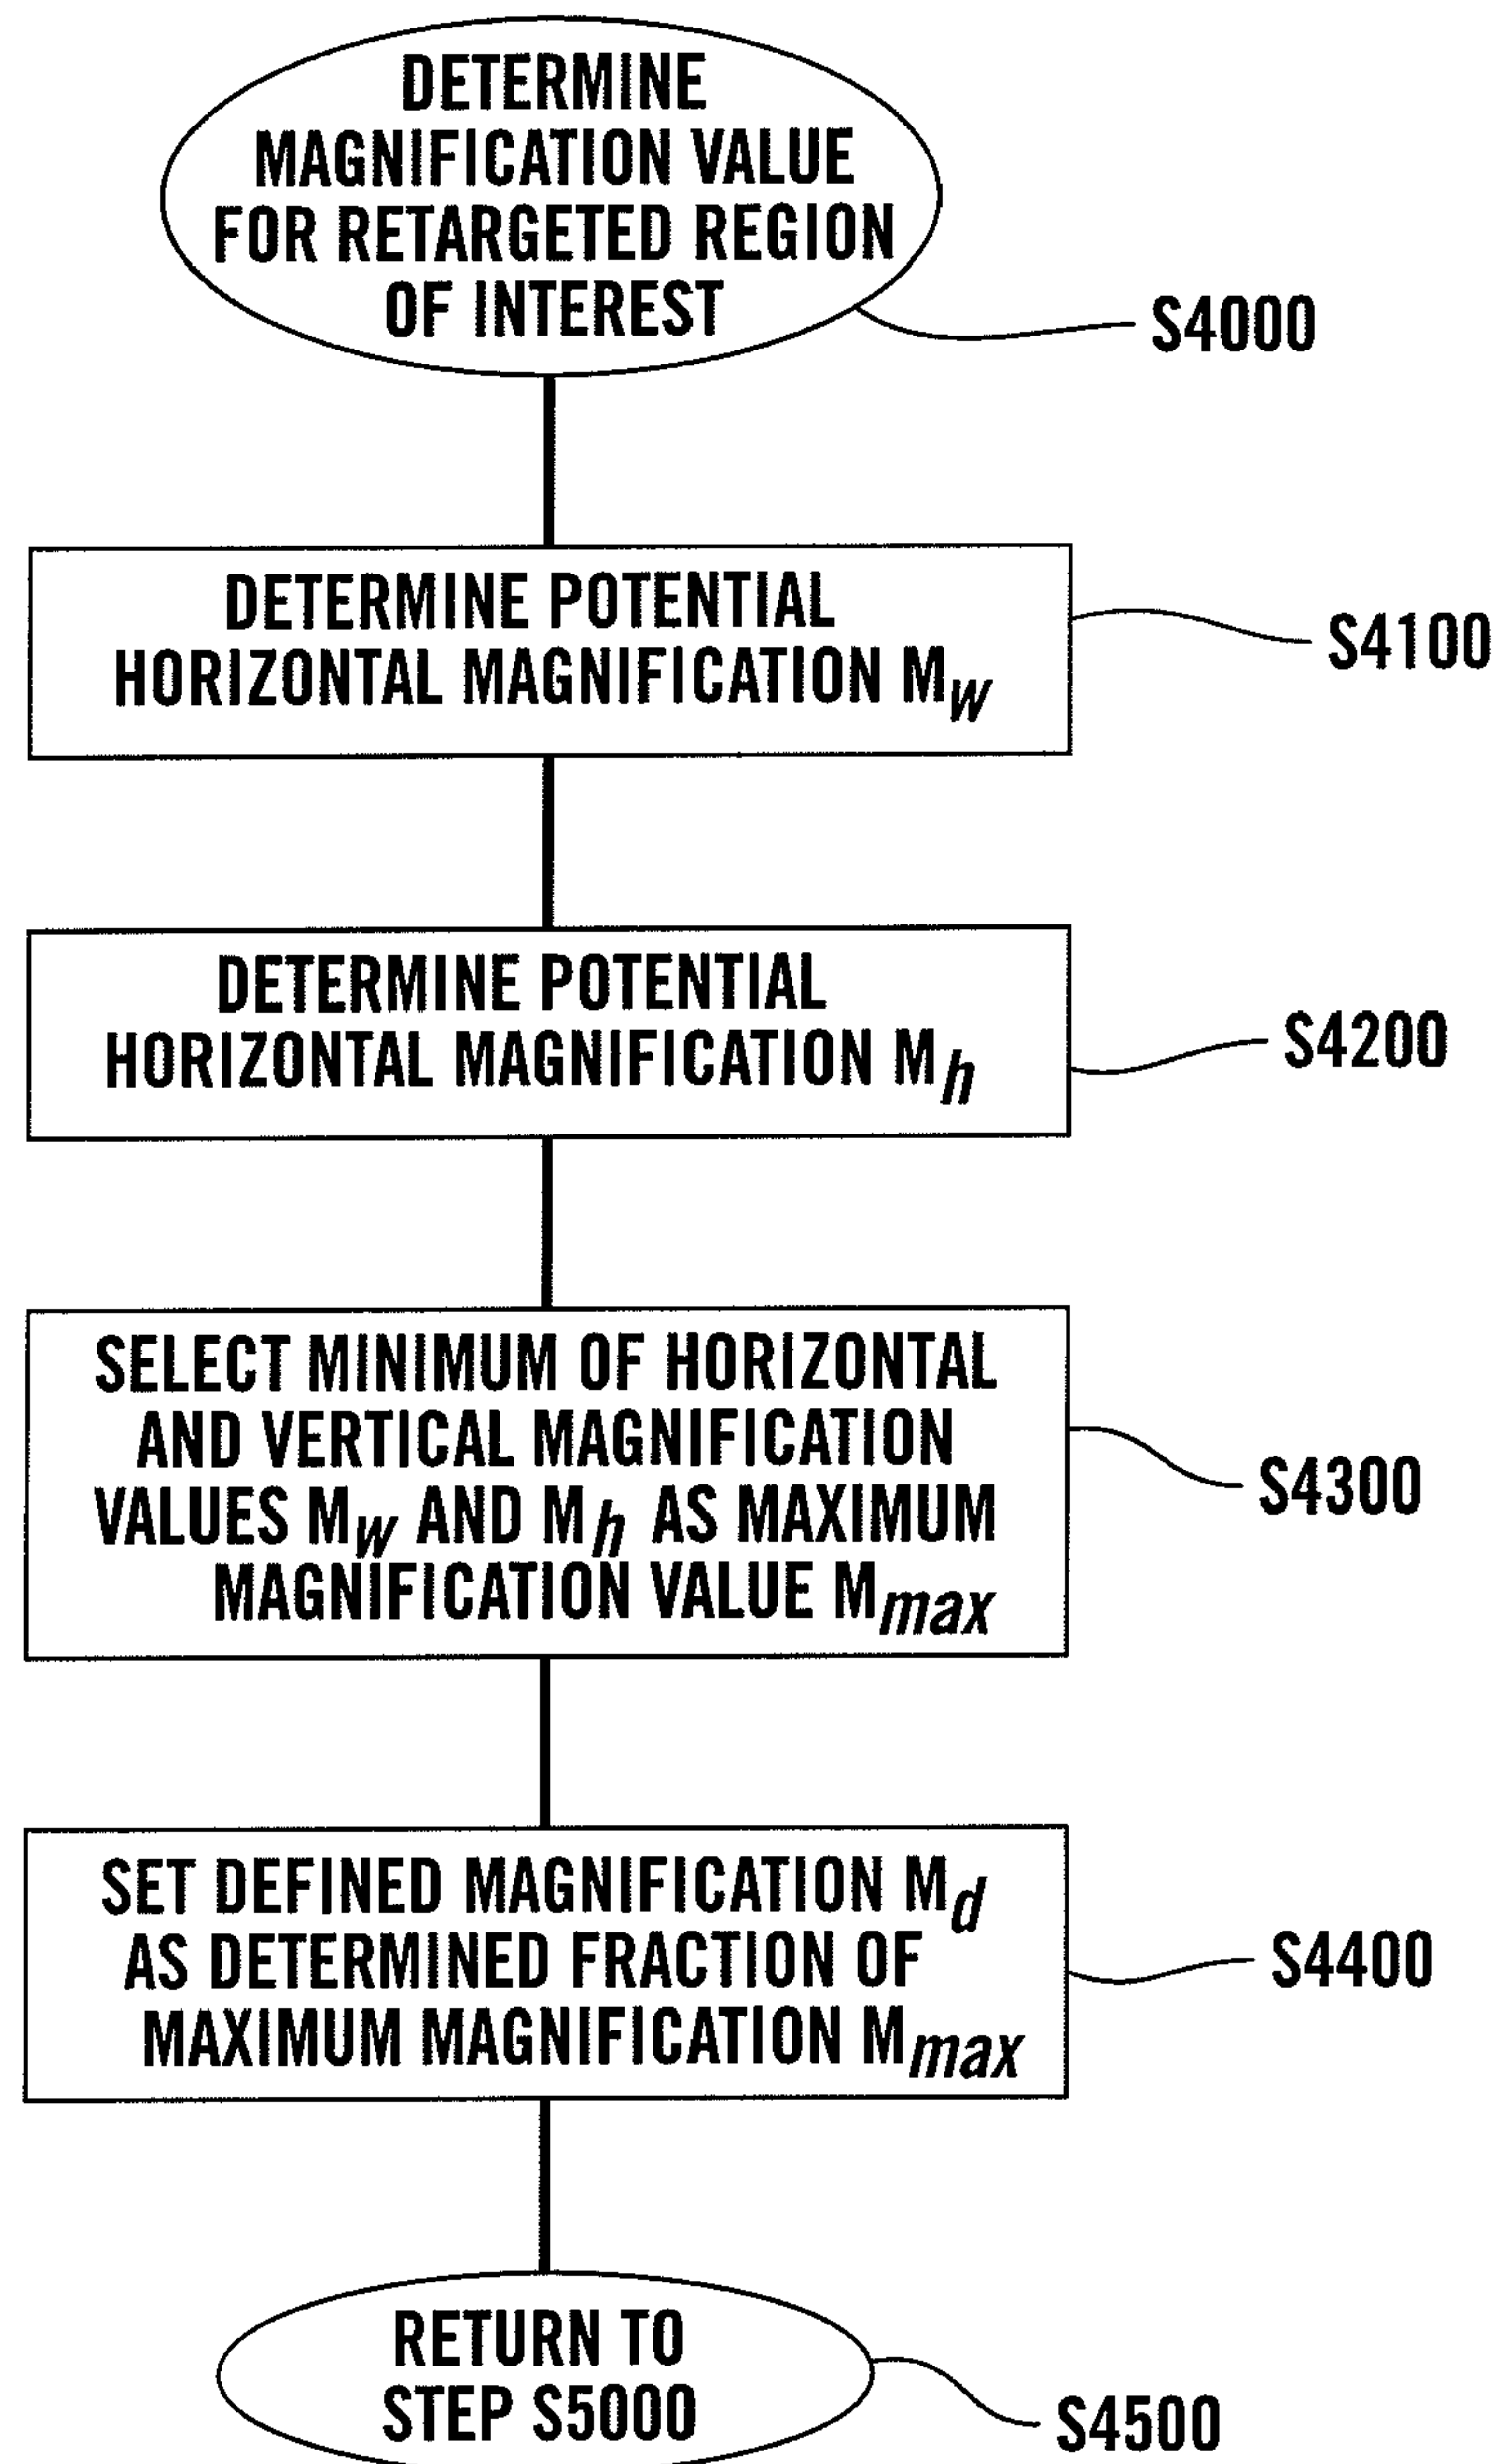 DETERMINE
MAGNIFICATION VALUE
FOR RETARGETED REGION
OF INTEREST
S4000
DETERMINE POTENTIAL
HORIZONTAL MAGNIFICATION Mw
S4100
DETERMINE POTENTIAL
HORIZONTAL MAGNIFICATION Mh
S4200
SELECT MINIMUM OF HORIZONTAL
AND VERTICAL MAGNIFICATION
VALUES Mw AND Mh AS MAXIMUM
MAGNIFICATION VALUE Mmax
S4300
SET DEFINED MAGNIFICATION Md
AS DETERMINED FRACTION OF
MAXIMUM MAGNIFICATION Mmax
S4400
RETURN TO
STEP S5000
S4500